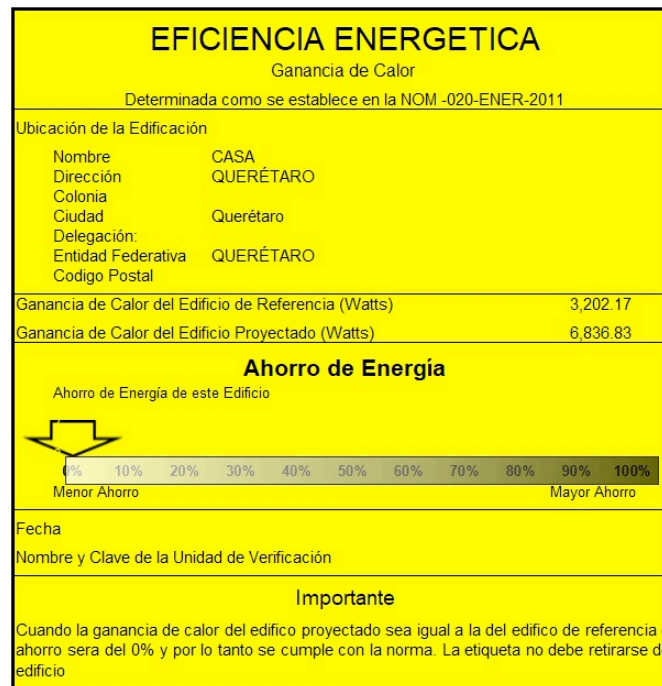 EFICIENCIA ENERGETICA
Ganancia de Calor
Determinada como se establece en la NOM -020-ENER-2011
Ubicación de la Edificación
Nombre CASA
Dirección QUERÉTARO
Colonia
Ciudad Querétaro
Delegación:
Entidad Federativa QUERÉTARO
Codigo Postal
Ganancia de Calor del Edificio de Referencia (Watts) 3,202.17
Ganancia de Calor del Edificio Proyectado (Watts) 6,836.83
Ahorro de Energía
Ahorro de Energía de este Edificio
0% 10% 20% 30% 40% 50% 60% 70% 80% 90% 100%
Menor Ahorro Mayor Ahorro
Fecha
Nombre y Clave de la Unidad de Verificación
Importante
Cuando la ganancia de calor del edifico proyectado sea igual a la del edifico de referencia
ahorro sera del 0% y por lo tanto se cumple con la norma. La etiqueta no debe retirarse
edificio